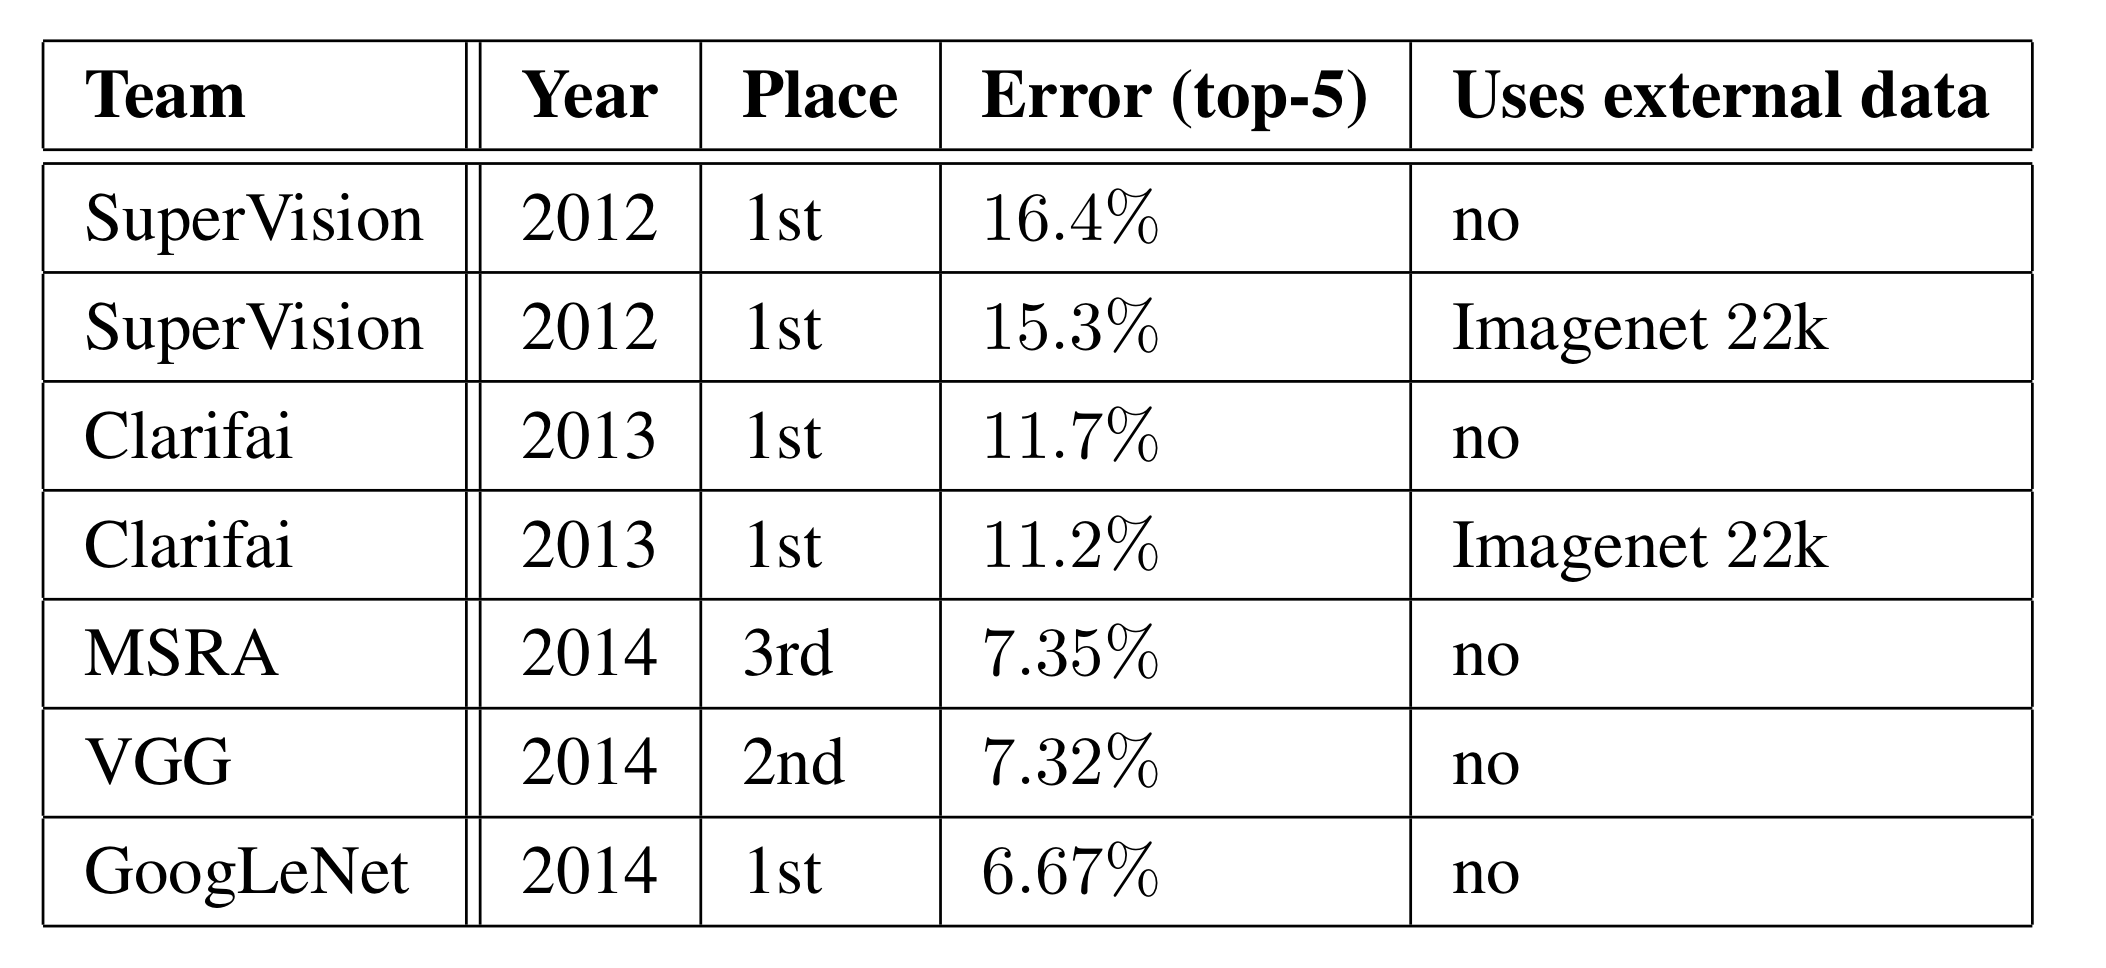 Team Year Place Error (top-5) Uses external data
SuperVision 2012 1st 16.4% no
SuperVision 2012 1st 15.3% Imagenet 22k
Clarifai 2013 1st 11.7% no
Clarifai 2013 1st 11.2% Imagenet 22k
MSRA 2014 3rd 7.35% no
VGG 2014 2nd 7.32% no
GoogLeNet 2014 1st 6.67% no